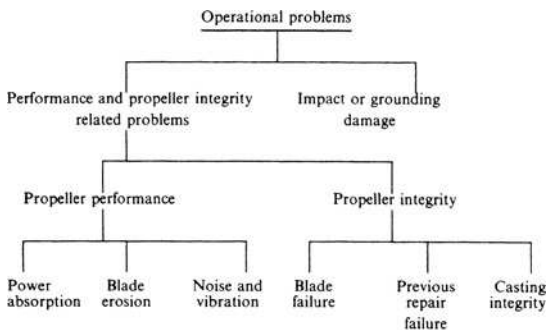 Operational problems
Performance and propeller integrity
related problems
Impact or grounding
damage
Propeller performance
Propeller integrity
Power
absorption
Blade
erosion
Noise and
vibration
Blade
failure
Previous
repair
failure
Casting
integrity